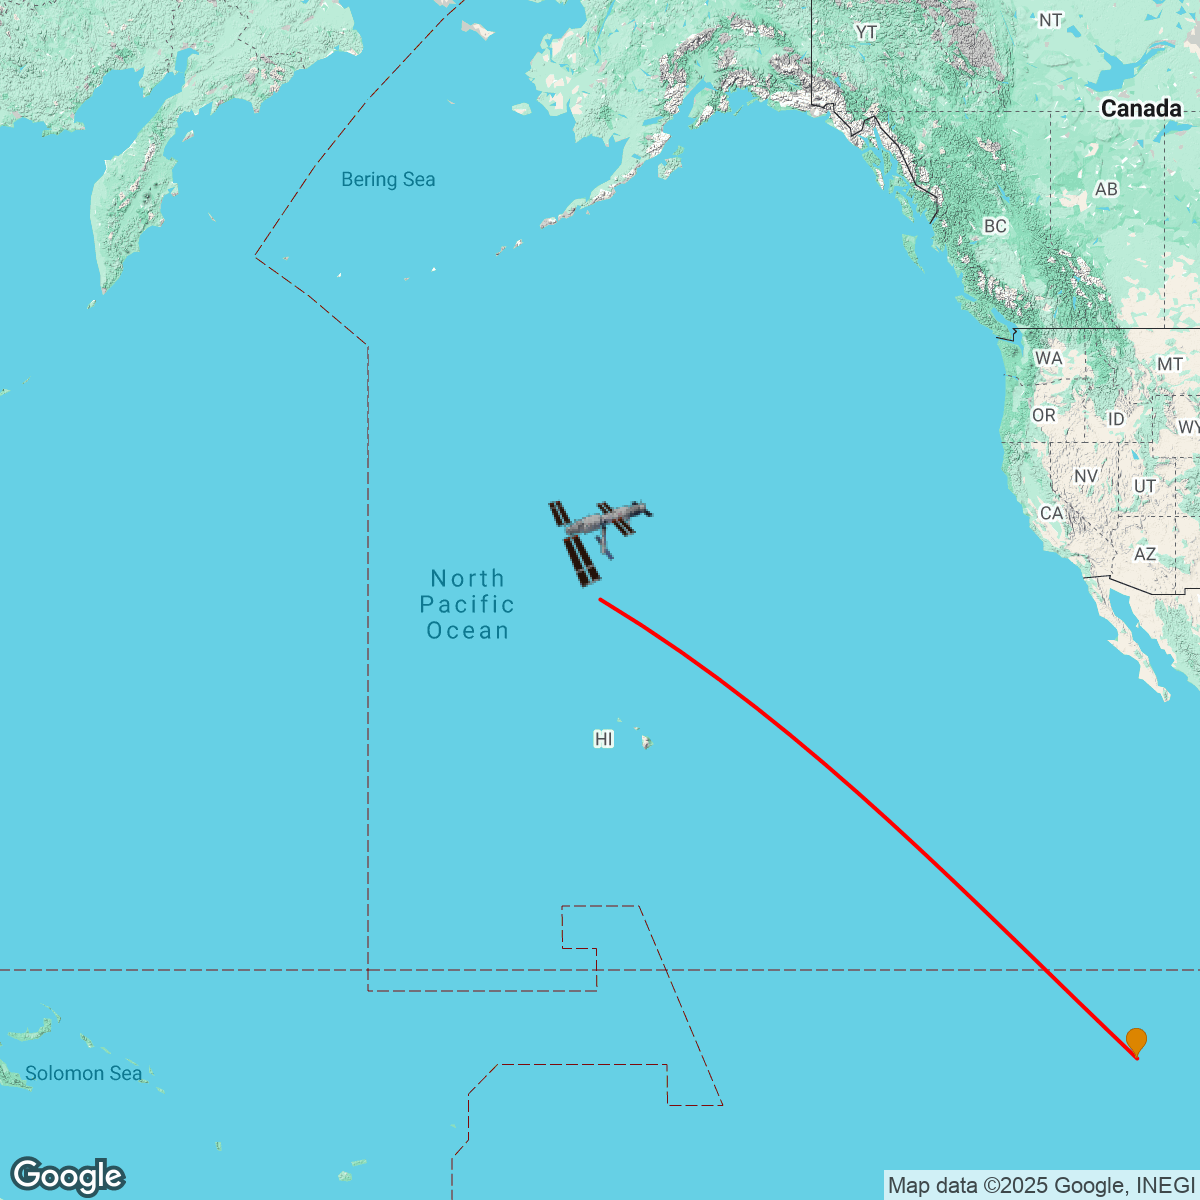 NT
YT
Canada
Bering Sea
AB
BC
WA
MT
OR
ID
WY
NV
UT
CA
AZ
North
Pacific
Ocean
HI
Solomon Sea
Google
Map data ©2025 Google, INEGI